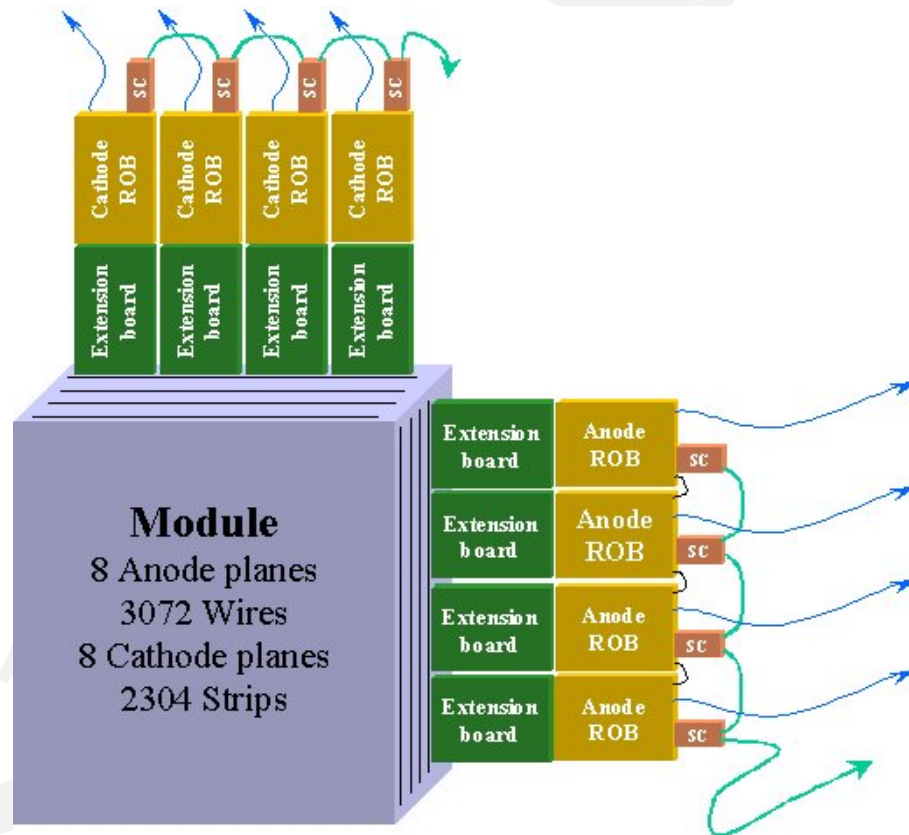 SC SC SC SC
Cathode ROB
Cathode ROB
Cathode ROB
Cathode ROB
Extension board
Extension board
Extension board
Extension board
Module
8 Anode planes
3072 Wires
8 Cathode planes
2304 Strips
Extension
board
Anode
ROB
SC
Extension
board
Anode
ROB
SC
Extension
board
Anode
ROB
SC
Extension
board
Anode
ROB
SC